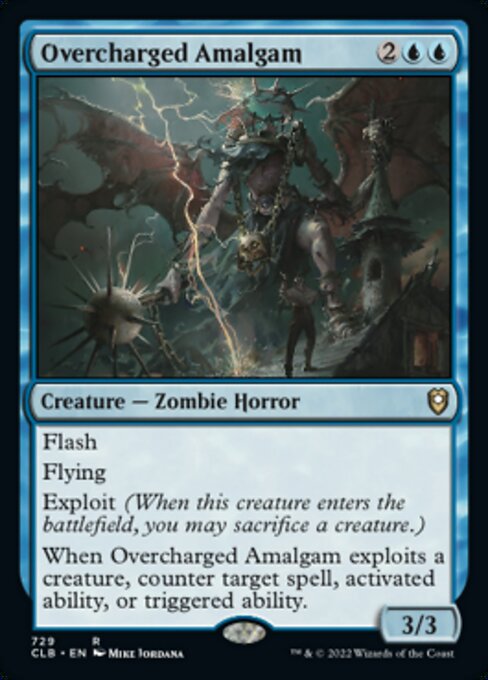 Overcharged Amalgam 2
Creature — Zombie Horror
Flash
Flying
Exploit (When this creature enters the
battlefield, you may sacrifice a creature.)
When Overcharged Amalgam exploits a
creature, counter target spell, activated
ability, or triggered ability.
3/3
729 R
CLB • EN Mike Jordana
™ & © 2022 Wizards of the Coast